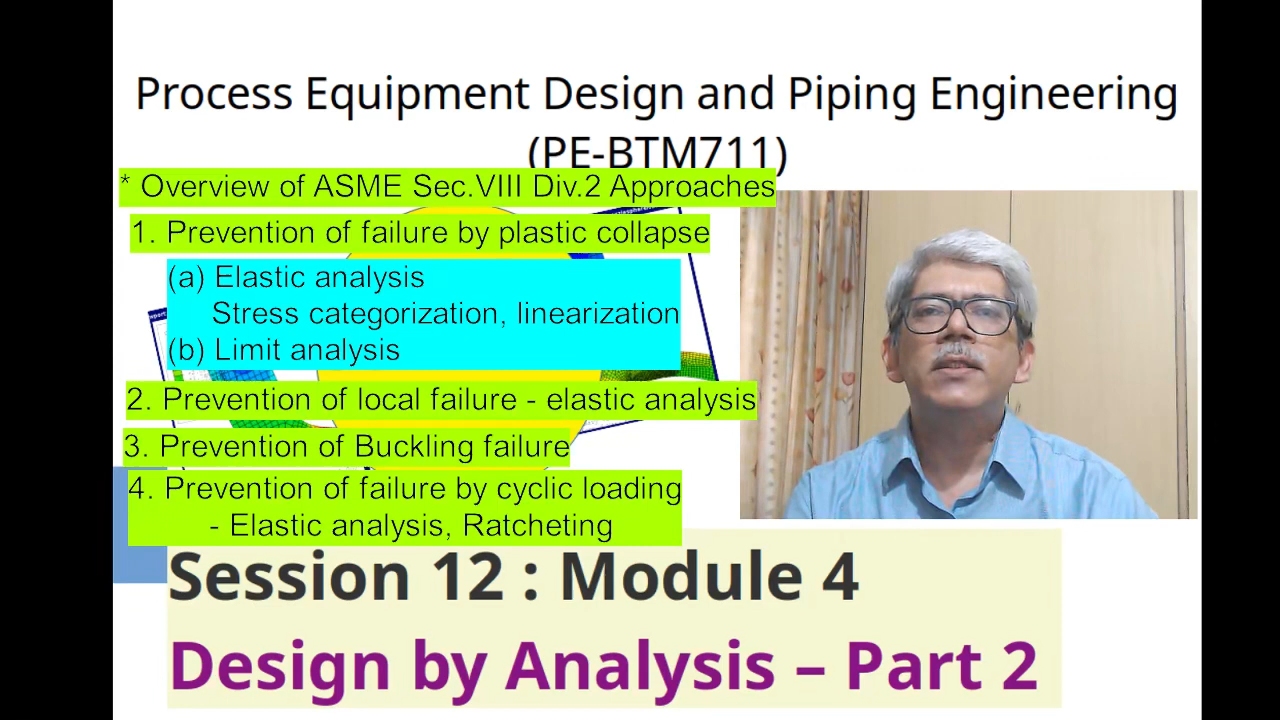 Process Equipment Design and Piping Engineering
(PE-BTM711)
* Overview of ASME Sec.VIII Div.2 Approaches
1. Prevention of failure by plastic collapse
(a) Elastic analysis
Stress categorization, linearization
(b) Limit analysis
2. Prevention of local failure - elastic analysis
3. Prevention of Buckling failure
4. Prevention of failure by cyclic loading
- Elastic analysis, Ratcheting
Session 12 : Module 4
Design by Analysis – Part 2